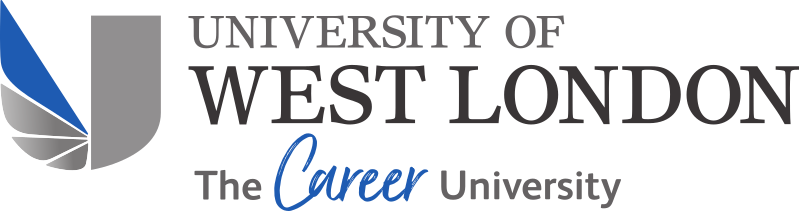 UNIVERSITY OF
WEST LONDON
The Career University